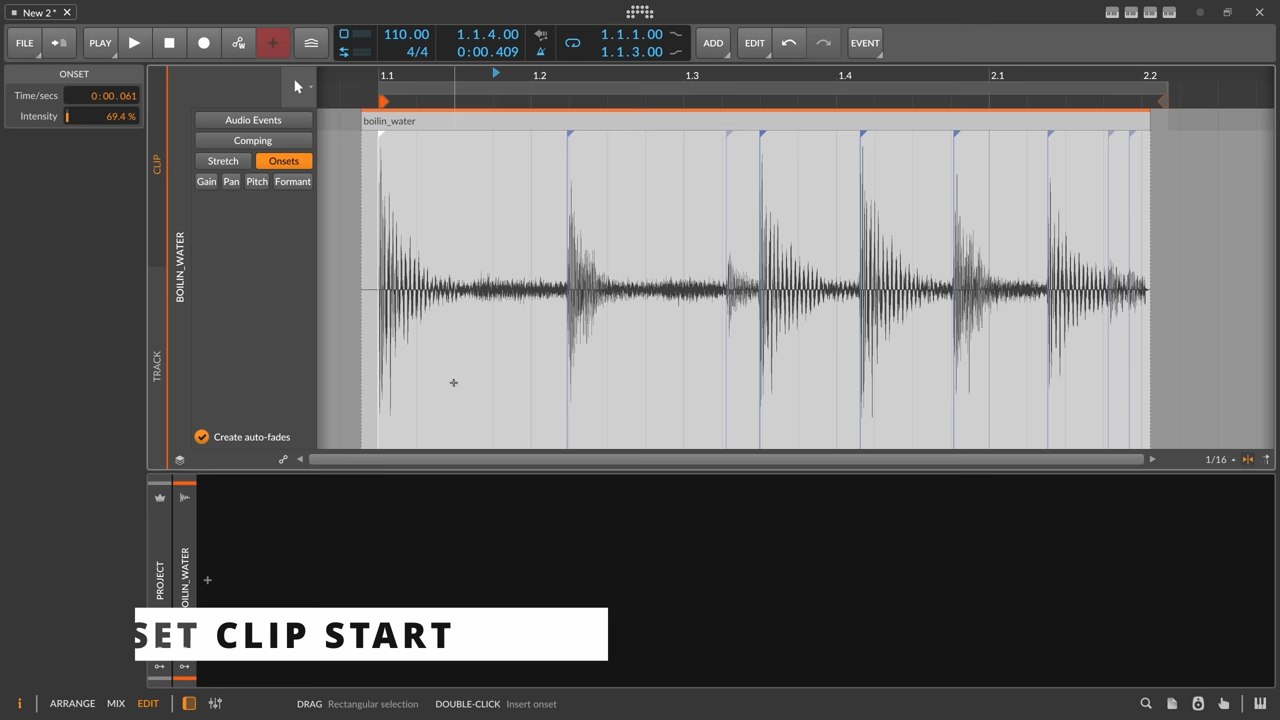 New 2*
FILE
PLAY
ADD
EDIT
EVENT
110.00
4/4
1.1.4.00
0:00.409
1.1.1.00
1.1.3.00
ONSET
Time/secs 0:00.061
Intensity 69.4 %
CLIP
TRACK
BOILIN_WATER
Audio Events
Comping
Stretch Onsets
Gain Pan Pitch Formant
Create auto-fades
1.1 1.2 1.3 1.4 2.1 2.2
boilin_water
1/16
PROJECT
OILIN_WATER
SET CLIP START
ARRANGE MIX EDIT
DRAG Rectangular selection DOUBLE-CLICK Insert onset